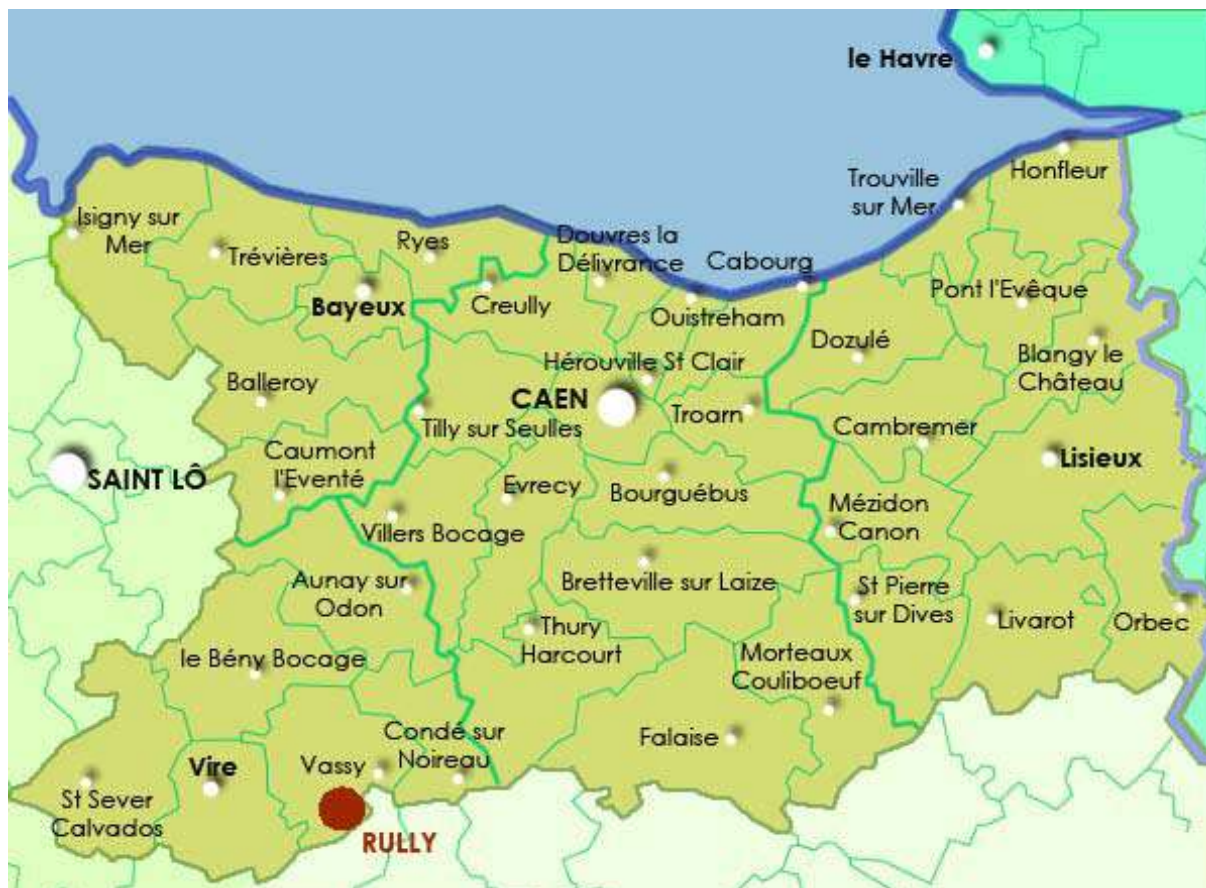 le Havre
Honfleur
Trouville
sur Mer
Isigny sur
Mer
Trévières
Ryes
Douvres la
Délivrance
Cabourg
Bayeux
Creully
Ouistreham
Pont l'Evêque
Dozulé
Blangy le
Château
Hérouville St Clair
Balleroy
CAEN
Troarn
Tilly sur Seulles
Cambremer
Caumont
l'Eventé
SAINT LÔ
Lisieux
Evrecy
Bourguébus
Mézidon
Canon
Villers Bocage
Aunay sur
Odon
Bretteville sur Laize
St Pierre
sur Dives
Livarot
Orbec
Thury
Harcourt
le Bény Bocage
Morteaux
Couliboeuf
Condé sur
Noireau
Falaise
Vire
Vassy
St Sever
Calvados
RULLY